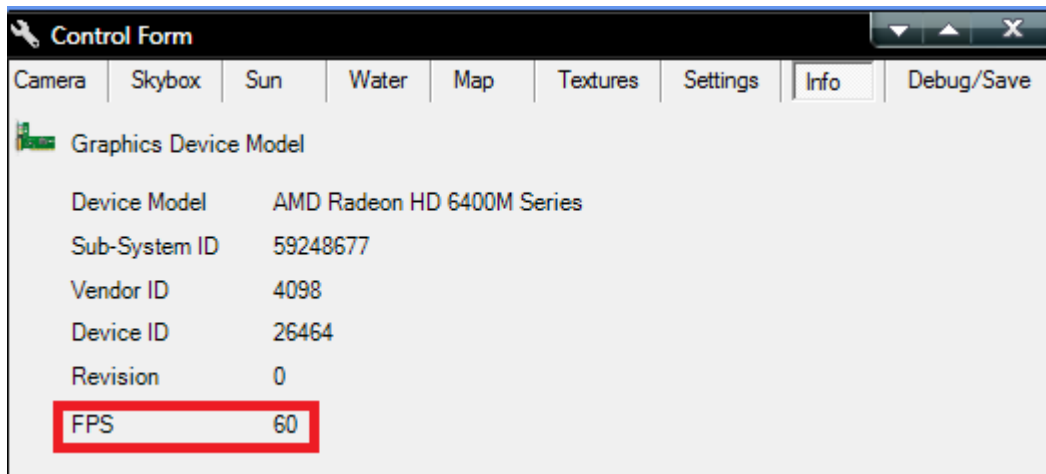 Control Form
Camera Skybox Sun Water Map Textures Settings Info Debug/Save
Graphics Device Model
Device Model AMD Radeon HD 6400M Series
Sub-System ID 59248677
Vendor ID 4098
Device ID 26464
Revision 0
FPS 60